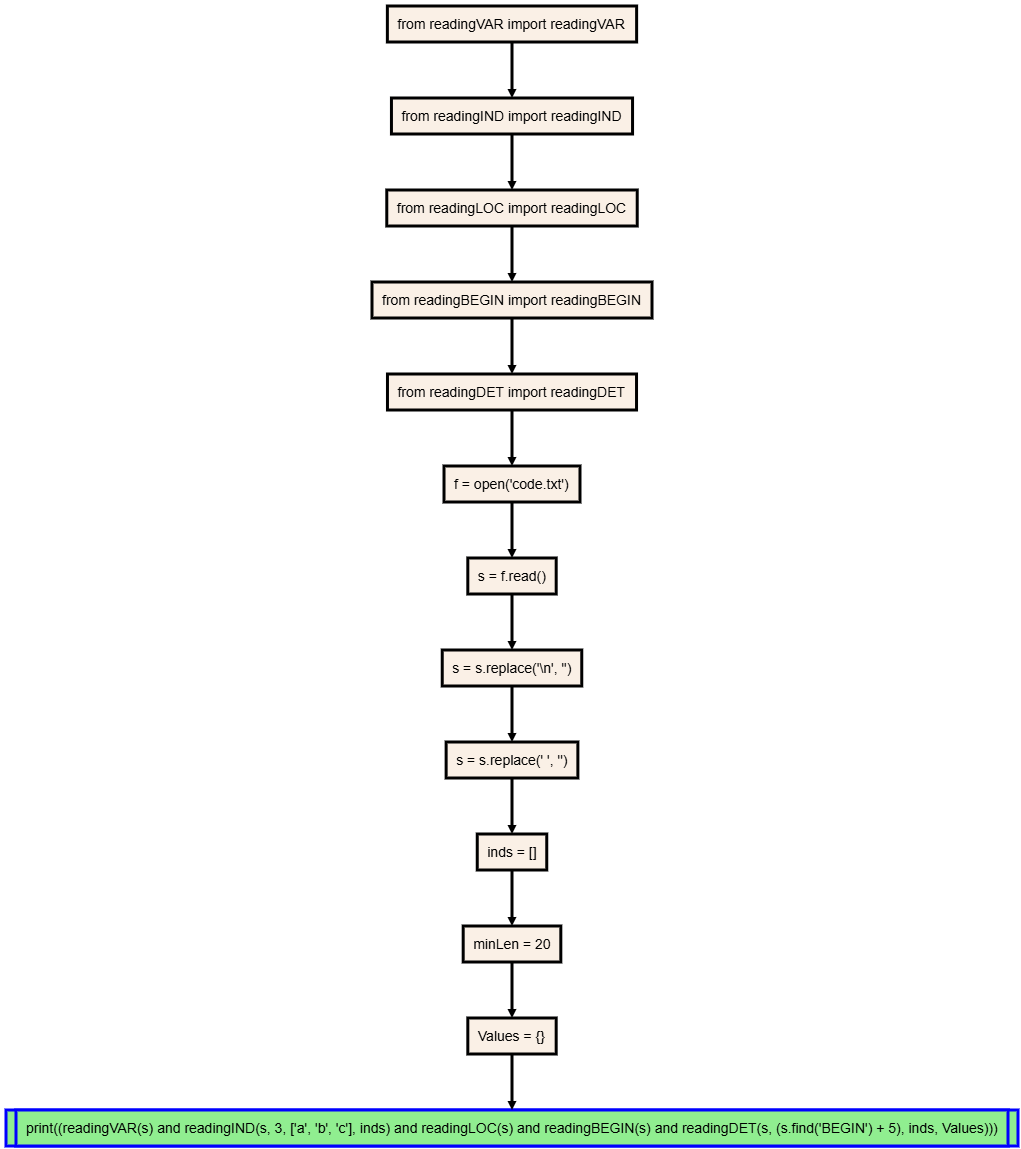 from readingVAR import readingVAR
from readingIND import readingIND
from readingLOC import readingLOC
from readingBEGIN import readingBEGIN
from readingDET import readingDET
f = open('code.txt')
s = f.read()
s = s.replace('\n', '')
s = s.replace(' ', '')
inds = []
minLen = 20
Values = {}
print((readingVAR(s) and readingIND(s, 3, ['a', 'b', 'c'], inds) and readingLOC(s) and readingBEGIN(s) and readingDET(s, (s.find('BEGIN') + 5), inds, Values)))